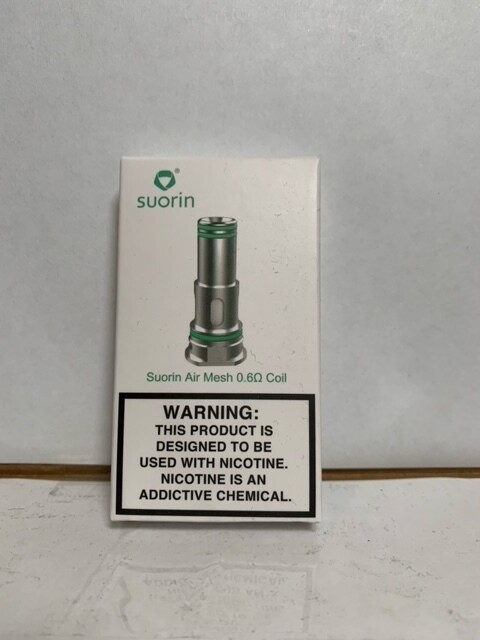 suorin®
Suorin Air Mesh 0.6Ω Coil
WARNING:
THIS PRODUCT IS
DESIGNED TO BE
USED WITH NICOTINE.
NICOTINE IS AN
ADDICTIVE CHEMICAL.